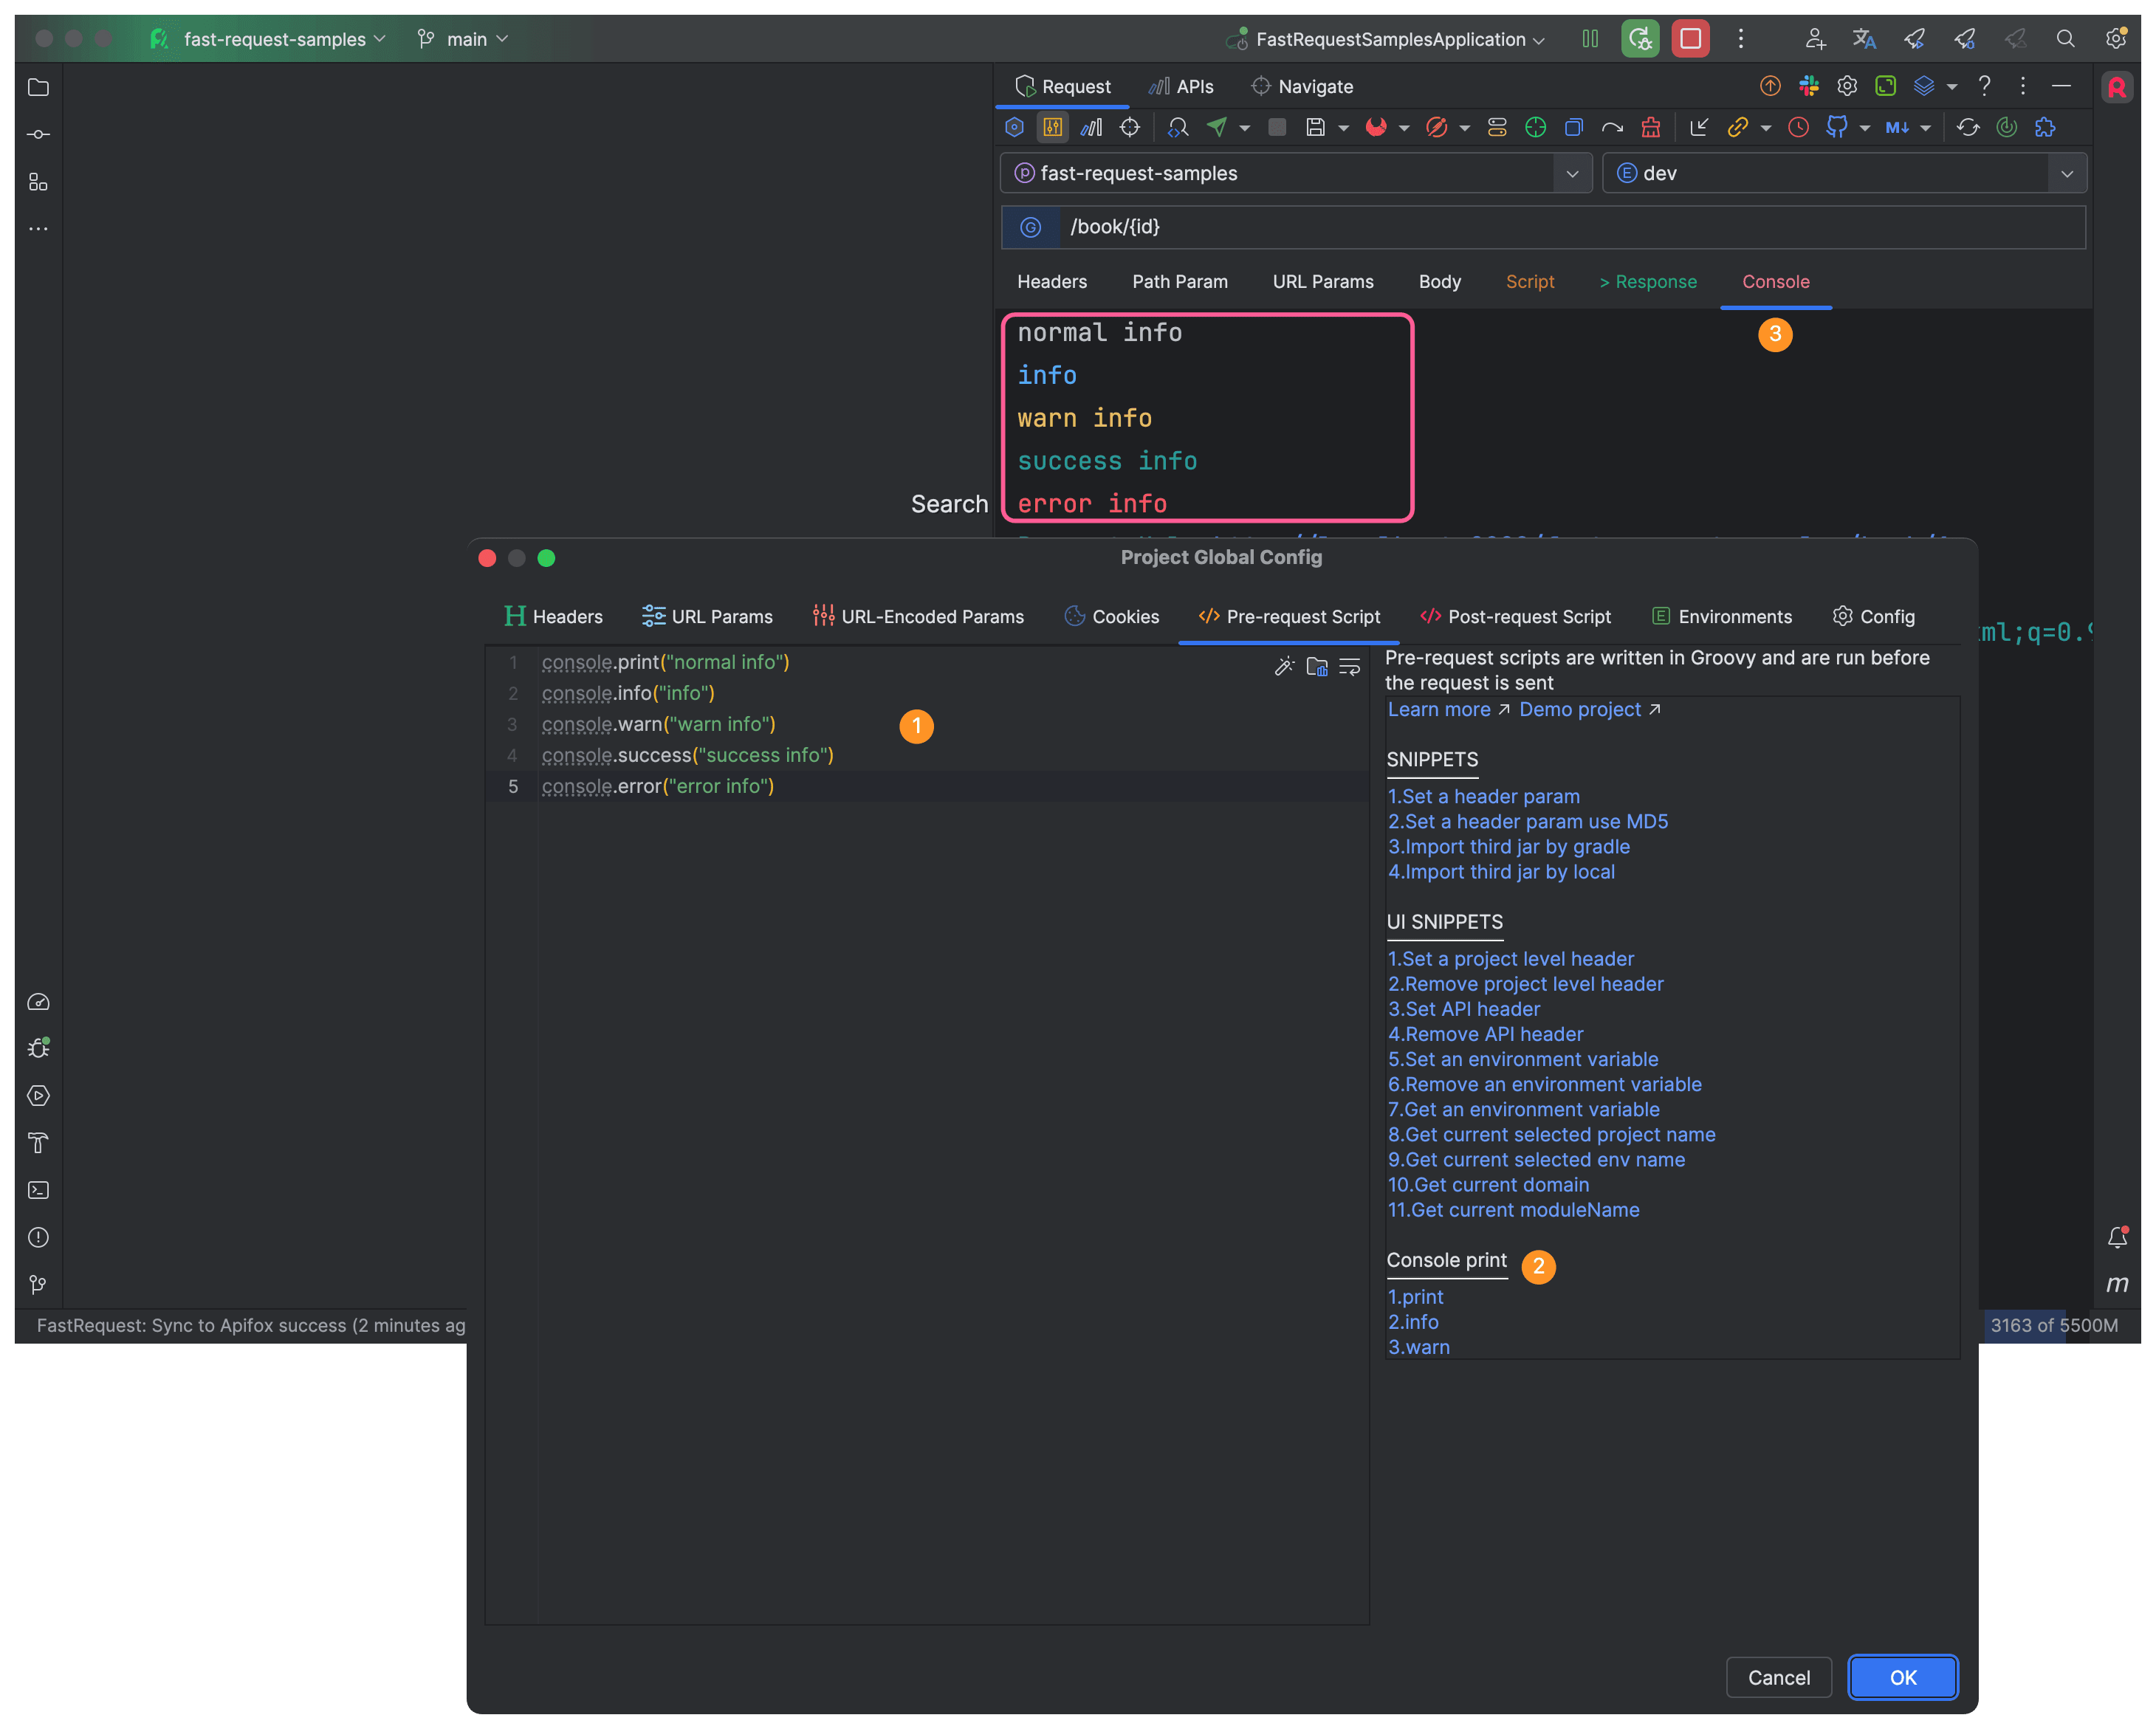 fast-request-samples
main
FastRequestSamplesApplication
Request
APIs
Navigate
M↓
fast-request-samples
dev
/book/{id}
Headers
Path Param
URL Params
Body
Script
> Response
Console
normal info
3
info
warn info
success info
error info
Search
Project Global Config
Headers
URL Params
URL-Encoded Params
Cookies
</> Pre-request Script
</> Post-request Script
Environments
Config
1 console.print("normal info")
2 console.info("info")
3 console.warn("warn info")
4 console.success("success info")
5 console.error("error info")
1
Pre-request scripts are written in Groovy and are run before
the request is sent
Learn more ↗ Demo project ↗
SNIPPETS
1.Set a header param
2.Set a header param use MD5
3.Import third jar by gradle
4.Import third jar by local
UI SNIPPETS
1.Set a project level header
2.Remove project level header
3.Set API header
4.Remove API header
5.Set an environment variable
6.Remove an environment variable
7.Get an environment variable
8.Get current selected project name
9.Get current selected env name
10.Get current domain
11.Get current moduleName
Console print
2
1.print
2.info
3.warn
ml;q=0.9
FastRequest: Sync to Apifox success (2 minutes ag
3163 of 5500M
m
Cancel
OK